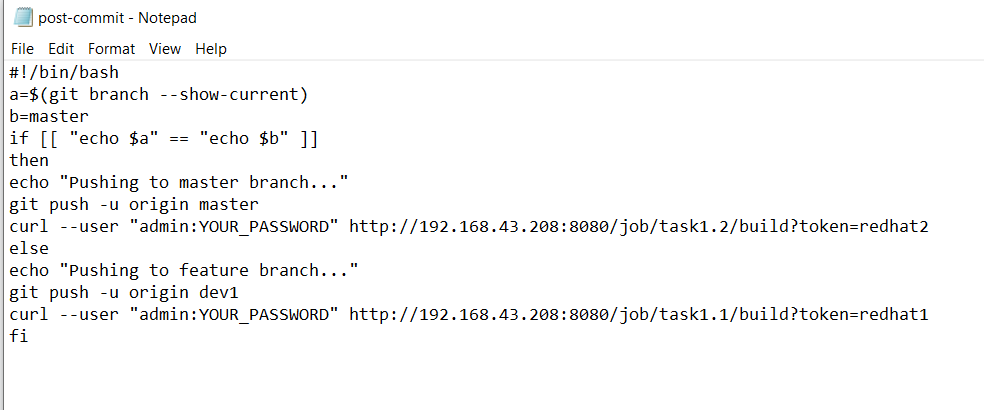 post-commit - Notepad
File Edit Format View Help
#!/bin/bash
a=$(git branch --show-current)
b=master
if [[ "echo $a" == "echo $b" ]]
then
echo "Pushing to master branch..."
git push -u origin master
curl --user "admin:YOUR_PASSWORD" http://192.168.43.208:8080/job/task1.2/build?token=redhat2
else
echo "Pushing to feature branch..."
git push -u origin dev1
curl --user "admin:YOUR_PASSWORD" http://192.168.43.208:8080/job/task1.1/build?token=redhat1
fi